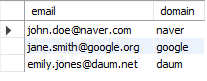 email domain
john.doe@naver.com naver
jane.smith@google.org google
emily.jones@daum.net daum